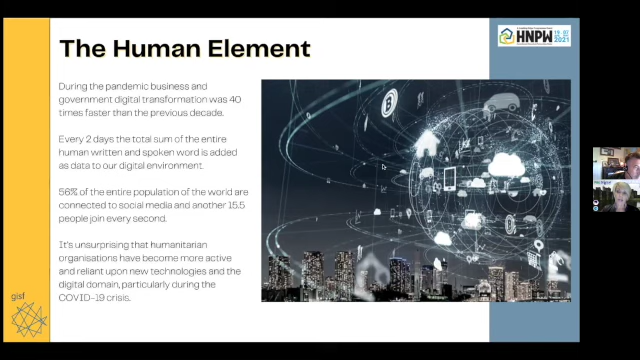 The Human Element
HNPW
2021
During the pandemic business and
government digital transformation was 40
times faster than the previous decade.
Every 2 days the total sum of the entire
human written and spoken word is added
as data to our digital environment.
56% of the entire population of the world are
connected to social media and another 15.5
people join every second.
It's unsurprising that humanitarian
organisations have become more active
and reliant upon new technologies and the
digital domain, particularly during the
COVID-19 crisis.
gisf